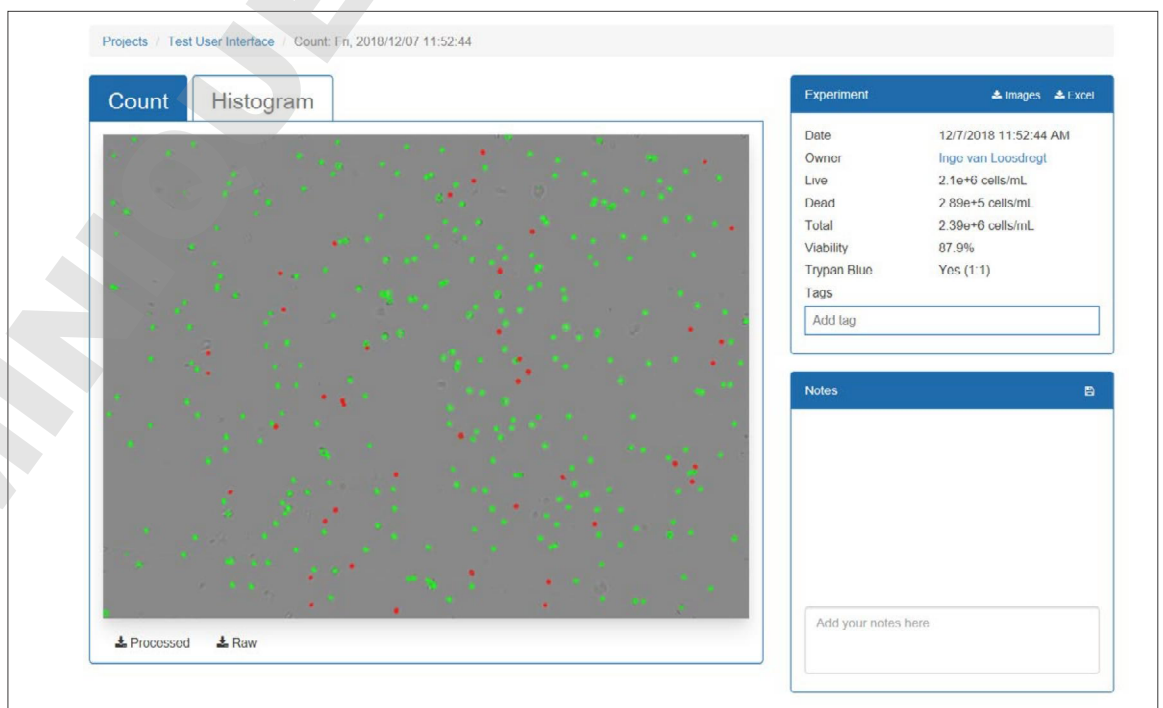 Projects / Test User Interface / Count: Fri, 2018/12/07 11:52:44
Count
Histogram
Processed
Raw
Experiment
Images
Excel
Date 12/7/2018 11:52:44 AM
Owner Inge van Loosdregt
Live 2.1e+6 cells/mL
Dead 2.89e+5 cells/mL
Total 2.39e+6 cells/mL
Viability 87.9%
Trypan Blue Yes (1:1)
Tags
Add tag
Notes
Add your notes here